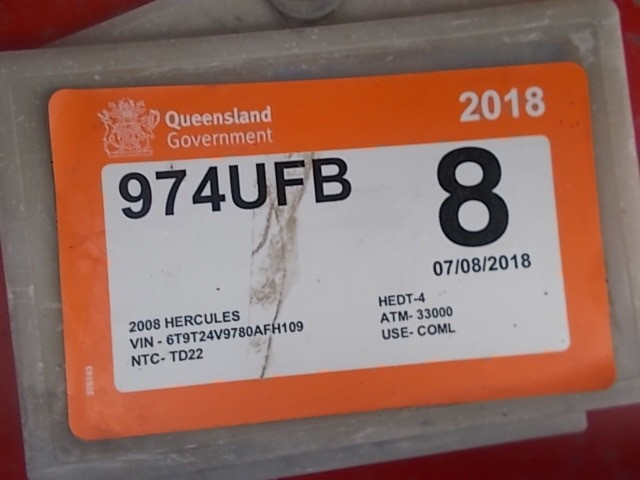 Queensland
Government
2018
974UFB
8
07/08/2018
2008 HERCULES
VIN - 6T9T24V9780AFH109
NTC- TD22
HEDT-4
ATM- 33000
USE- COML